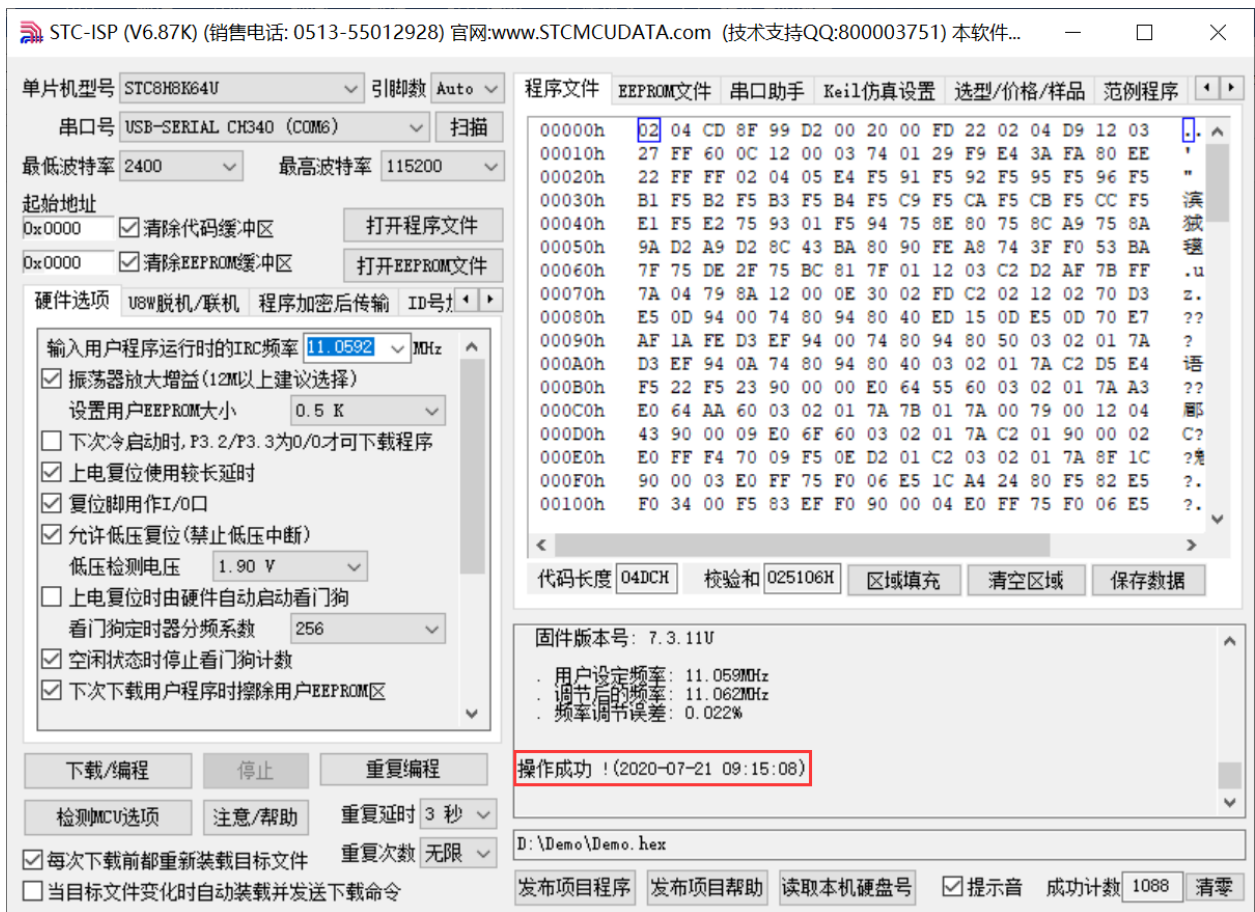 STC-ISP (V6.87K) (销售电话: 0513-55012928) 官网:www.STCMCUDATA.com (技术支持QQ:800003751) 本软件...
单片机型号 STC8H8K64U 引脚数 Auto
串口号 USB-SERIAL CH340 (COM6) 扫描
最低波特率 2400 最高波特率 115200
起始地址
0x0000 清除代码缓冲区 打开程序文件
0x0000 清除EEPROM缓冲区 打开EEPROM文件
硬件选项 U8W脱机/联机 程序加密后传输
输入用户程序运行时的IRC频率 11.0592 MHz
振荡器放大增益(12M以上建议选择)
设置用户EEPROM大小 0.5 K
下次冷启动时,P3.2/P3.3为0/0才可下载程序
上电复位使用较长延时
复位脚用作I/O口
允许低压复位(禁止低压中断)
低压检测电压 1.90 V
上电复位时由硬件自动启动看门狗
看门狗定时器分频系数 256
空闲状态时停止看门狗计数
下次下载用户程序时擦除用户EEPROM区
下载/编程 停止 重复编程
检测MCU选项 注意/帮助 重复延时 3 秒
每次下载前都重新装载目标文件 重复次数 无限
当目标文件变化时自动装载并发送下载命令
程序文件 EEPROM文件 串口助手 Keil仿真设置 选型/价格/样品 范例程序
00000h 02 04 CD 8F 99 D2 00 20 00 FD 22 02 04 D9 12 03 ..
00010h 27 FF 60 0C 12 00 03 74 01 29 F9 E4 3A FA 80 EE '
00020h 22 FF FF 02 04 05 E4 F5 91 F5 92 F5 95 F5 96 F5 "
00030h B1 F5 B2 F5 B3 F5 B4 F5 C9 F5 CA F5 CB F5 CC F5
00040h E1 F5 E2 75 93 01 F5 94 75 8E 80 75 8C A9 75 8A
00050h 9A D2 A9 D2 8C 43 BA 80 90 FE A8 74 3F F0 53 BA
00060h 7F 75 DE 2F 75 BC 81 7F 01 12 03 C2 D2 AF 7B FF .u
00070h 7A 04 79 8A 12 00 0E 30 02 FD C2 02 12 02 70 D3 z.
00080h E5 0D 94 00 74 80 94 80 40 ED 15 0D E5 0D 70 E7 ??
00090h AF 1A FE D3 EF 94 00 74 80 94 80 50 03 02 01 7A ?
000A0h D3 EF 94 0A 74 80 94 80 40 03 02 01 7A C2 D5 E4 语
000B0h F5 22 F5 23 90 00 00 E0 64 55 60 03 02 01 7A A3 ??
000C0h E0 64 AA 60 03 02 01 7A 7B 01 7A 00 79 00 12 04
000D0h 43 90 00 09 E0 6F 60 03 02 01 7A C2 01 90 00 02 C?
000E0h E0 FF F4 70 09 F5 0E D2 01 C2 03 02 01 7A 8F 1C
000F0h 90 00 03 E0 FF 75 F0 06 E5 1C A4 24 80 F5 82 E5 ?.
00100h F0 34 00 F5 83 EF F0 90 00 04 E0 FF 75 F0 06 E5 ?.
代码长度 04DCH 校验和 025106H 区域填充 清空区域 保存数据
固件版本号: 7.3.11U
. 用户设定频率: 11.059MHz
. 调节后的频率: 11.062MHz
. 频率调节误差: 0.022%
操作成功 !(2020-07-21 09:15:08)
D:\Demo\Demo.hex
发布项目程序 发布项目帮助 读取本机硬盘号 提示音 成功计数 1088 清零